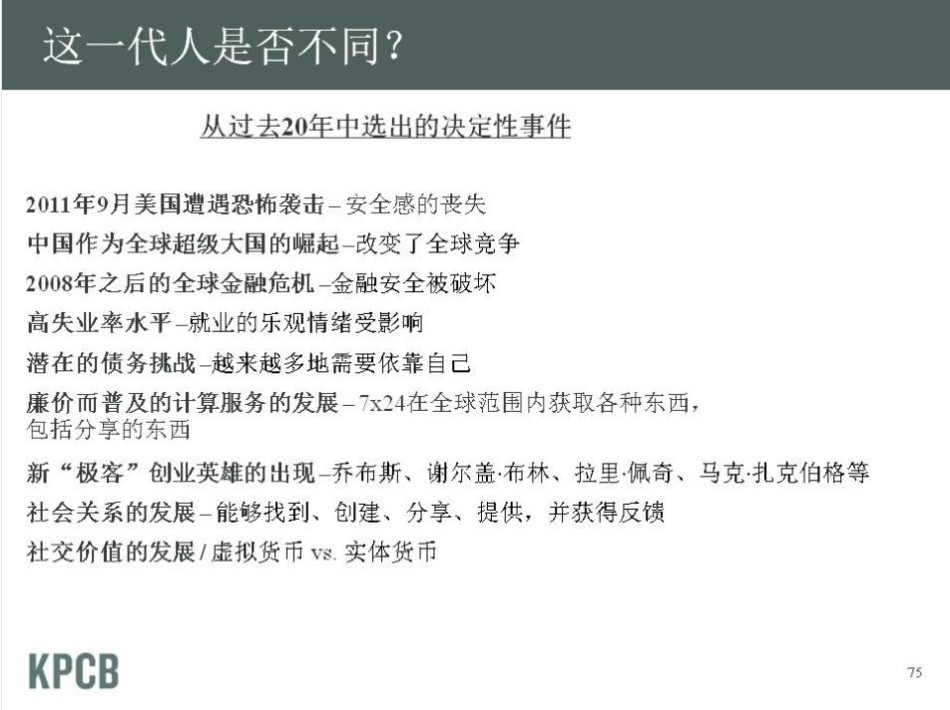 这一代人是否不同？
从过去20年中选出的决定性事件
2011年9月美国遭遇恐怖袭击 – 安全感的丧失
中国作为全球超级大国的崛起 –改变了全球竞争
2008年之后的全球金融危机 –金融安全被破坏
高失业率水平 –就业的乐观情绪受影响
潜在的债务挑战 –越来越多地需要依靠自己
廉价而普及的计算服务的发展 – 7x24在全球范围内获取各种东西，
包括分享的东西
新“极客”创业英雄的出现 –乔布斯、谢尔盖·布林、拉里·佩奇、马克·扎克伯格等
社会关系的发展 – 能够找到、创建、分享、提供，并获得反馈
社交价值的发展 / 虚拟货币 vs. 实体货币
KPCB
75